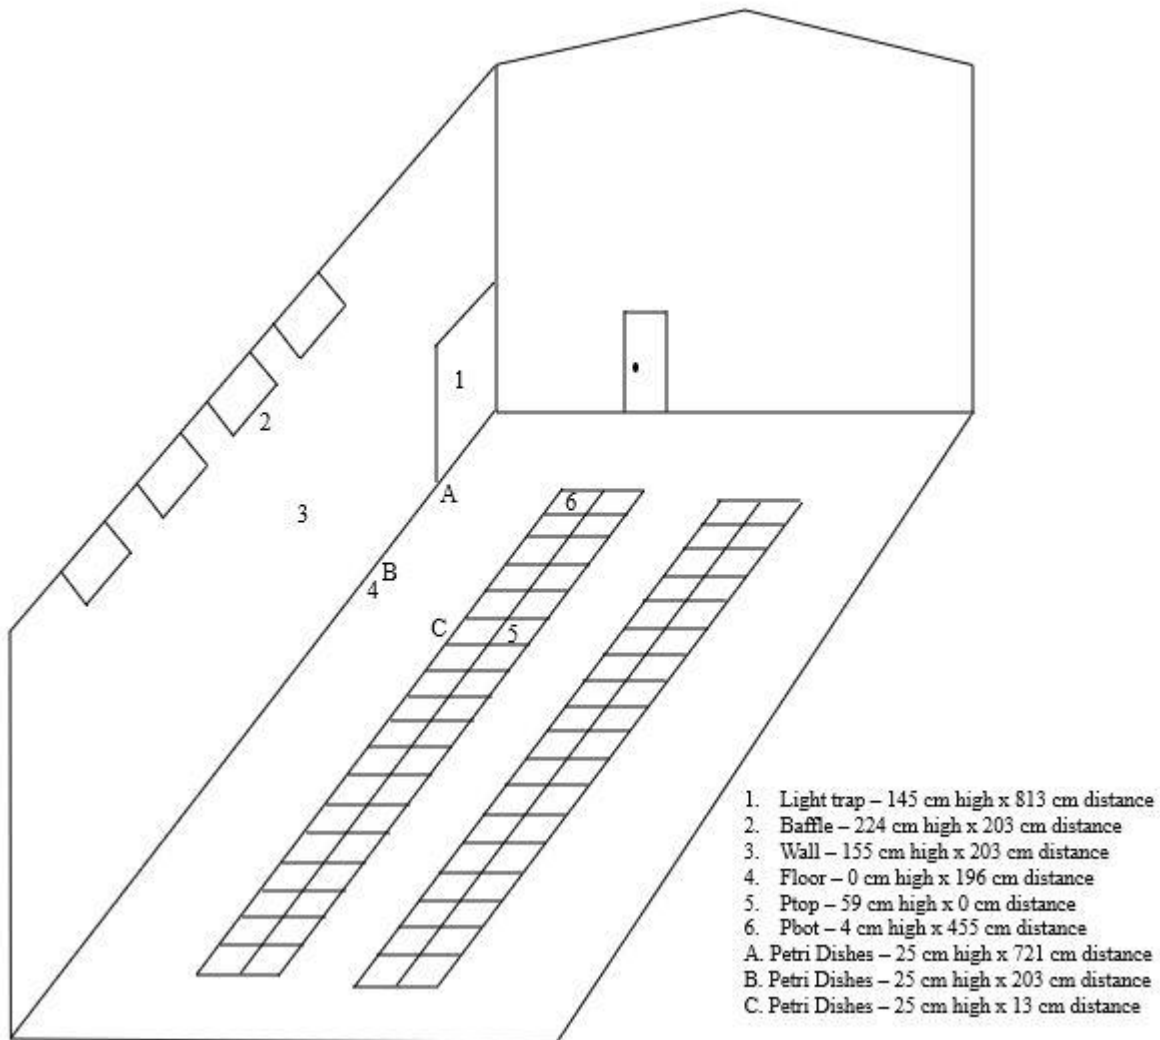 1
2
3
A
6
B
4
C
5
1. Light trap – 145 cm high x 813 cm distance
2. Baffle – 224 cm high x 203 cm distance
3. Wall – 155 cm high x 203 cm distance
4. Floor – 0 cm high x 196 cm distance
5. Ptop – 59 cm high x 0 cm distance
6. Pbot – 4 cm high x 455 cm distance
A. Petri Dishes – 25 cm high x 721 cm distance
B. Petri Dishes – 25 cm high x 203 cm distance
C. Petri Dishes – 25 cm high x 13 cm distance